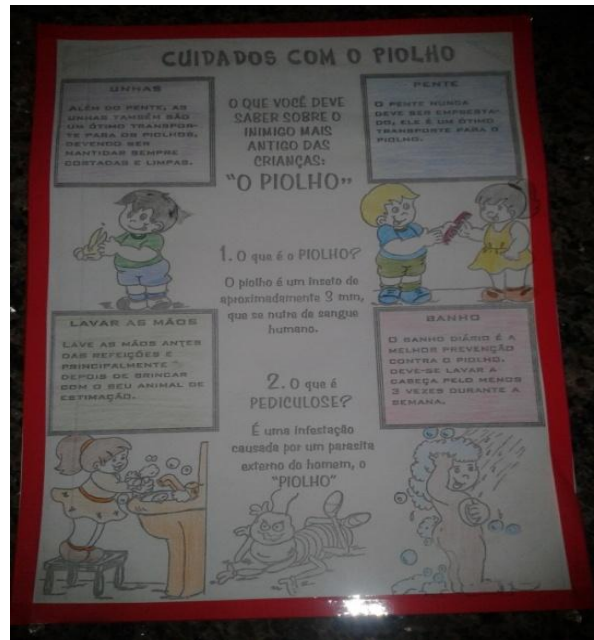 CUIDADOS COM O PIOLHO
UNHAS
ALÉM DO PENTE, AS
UNHAS TAMBÉM SÃO
UM ÓTIMO TRANSPOR-
TE PARA OS PIOLHOS,
DEVENDO SER
MANTIDAR SEMPRE
CORTADAS E LIMPAS.
O QUE VOCÊ DEVE
SABER SOBRE O
INIMIGO MAIS
ANTIGO DAS
CRIANÇAS:
"O PIOLHO"
PENTE
O PENTE NUNCA
DEVE SER EMPRESTA-
DO, ELE É UM ÓTIMO
TRANSPORTE PARA O
PIOLHO.
1. O que é o PIOLHO?
O piolho é um inseto de
aproximadamente 3 mm,
que se nutre de sangue
humano.
LAVAR AS MÃOS
LAVE AS MÃOS ANTES
DAS REFEIÇÕES E
PRINCIPALMENTE
DEPOIS DE BRINCAR
COM O SEU ANIMAL DE
ESTIMAÇÃO.
2. O que é
PEDICULOSE?
É uma infestação
causada por um parasita
externo do homem, o
"PIOLHO"
BANHO
O BANHO DIÁRIO É A
MELHOR PREVENÇÃO
CONTRA O PIOLHO.
DEVE-SE LAVAR A
CABEÇA PELO MENOS
3 VEZES DURANTE A
SEMANA.